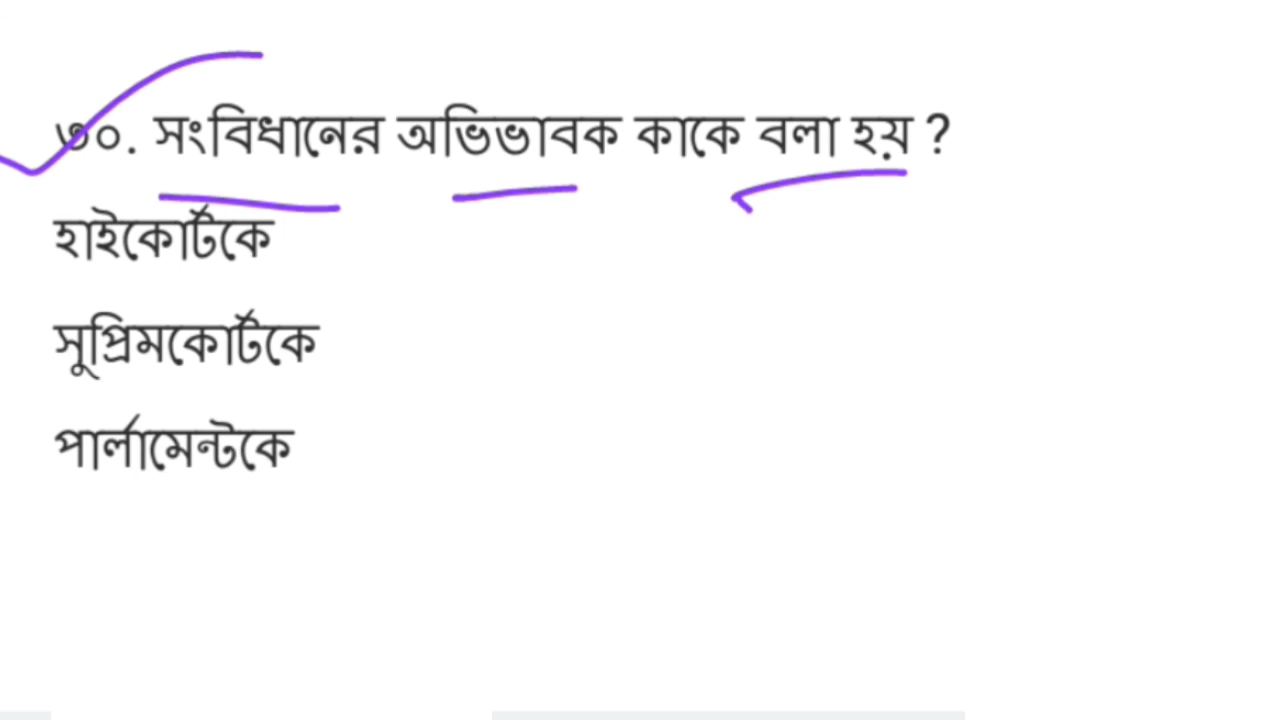 ৩০. সংবিধানের অভিভাবক কাকে বলা হয় ?
হাইকোর্টকে
সুপ্রিমকোর্টকে
পার্লামেন্টকে